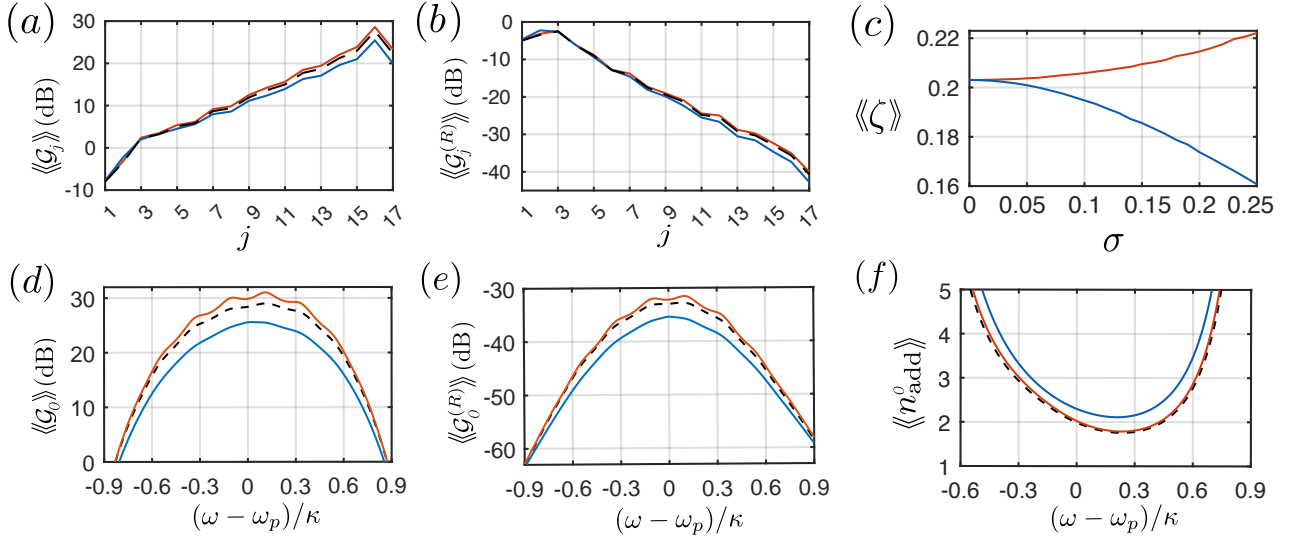 (a)
⟪𝒢_j⟫ (dB)
30
20
10
0
-10
1 3 5 7 9 11 13 15 17
j
(b)
⟪𝒢_j^(R)⟫ (dB)
0
-10
-20
-30
-40
1 3 5 7 9 11 13 15 17
j
(c)
⟪ζ⟫
0.22
0.2
0.18
0.16
0 0.05 0.1 0.15 0.2 0.25
σ
(d)
⟪𝒢_0⟫ (dB)
30
20
10
0
-0.9 -0.6 -0.3 0 0.3 0.6 0.9
(ω − ω_p)/κ
(e)
⟪𝒢_0^(R)⟫ (dB)
-30
-40
-50
-60
-0.9 -0.6 -0.3 0 0.3 0.6 0.9
(ω − ω_p)/κ
(f)
⟪n_add^o⟫
5
4
3
2
1
-0.6 -0.3 0 0.3 0.6 0.9
(ω − ω_p)/κ